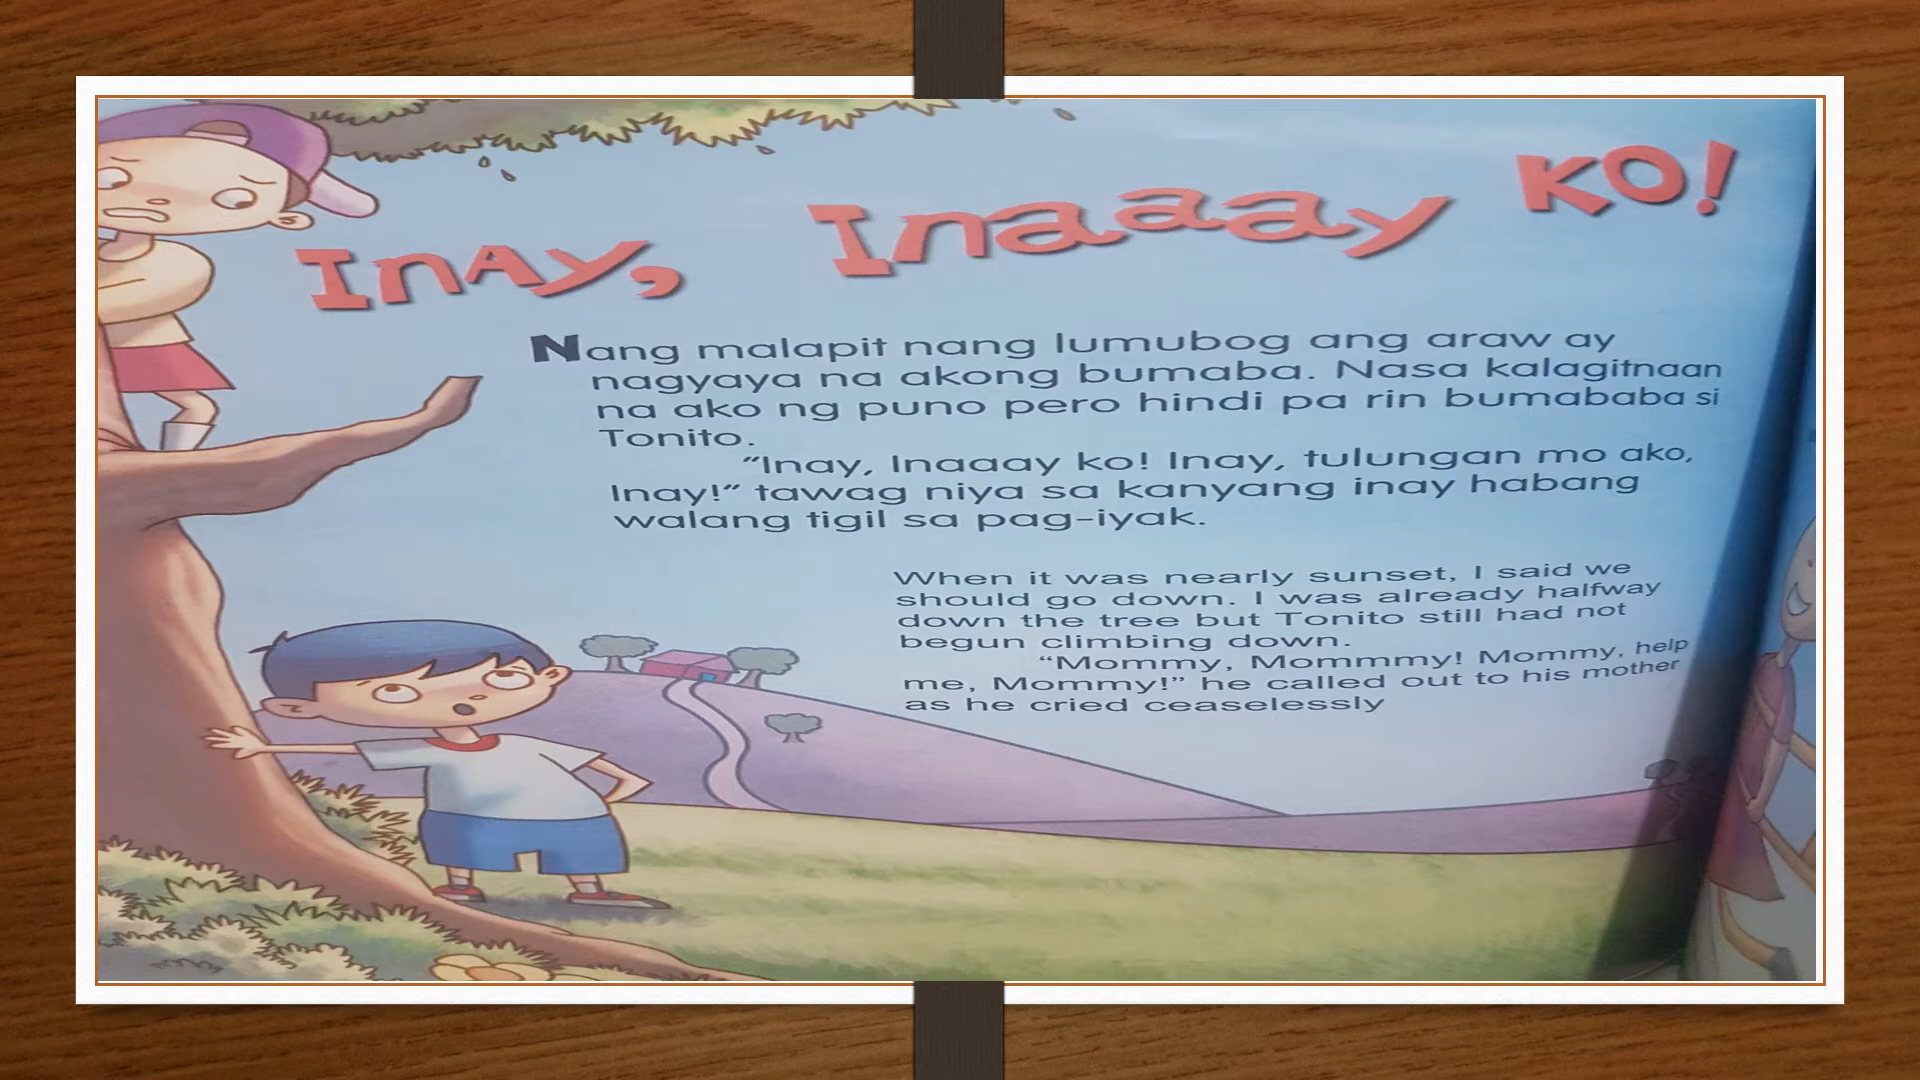 Inay, Inaaay KO!
Nang malapit nang lumubog ang araw ay
nagyaya na akong bumaba. Nasa kalagitnaan
na ako ng puno pero hindi pa rin bumababa si
Tonito.
“Inay, Inaaay ko! Inay, tulungan mo ako,
Inay!” tawag niya sa kanyang inay habang
walang tigil sa pag-iyak.
When it was nearly sunset, I said we
should go down. I was already halfway
down the tree but Tonito still had not
begun climbing down.
“Mommy, Mommmy! Mommy, help
me, Mommy!” he called out to his mother
as he cried ceaselessly